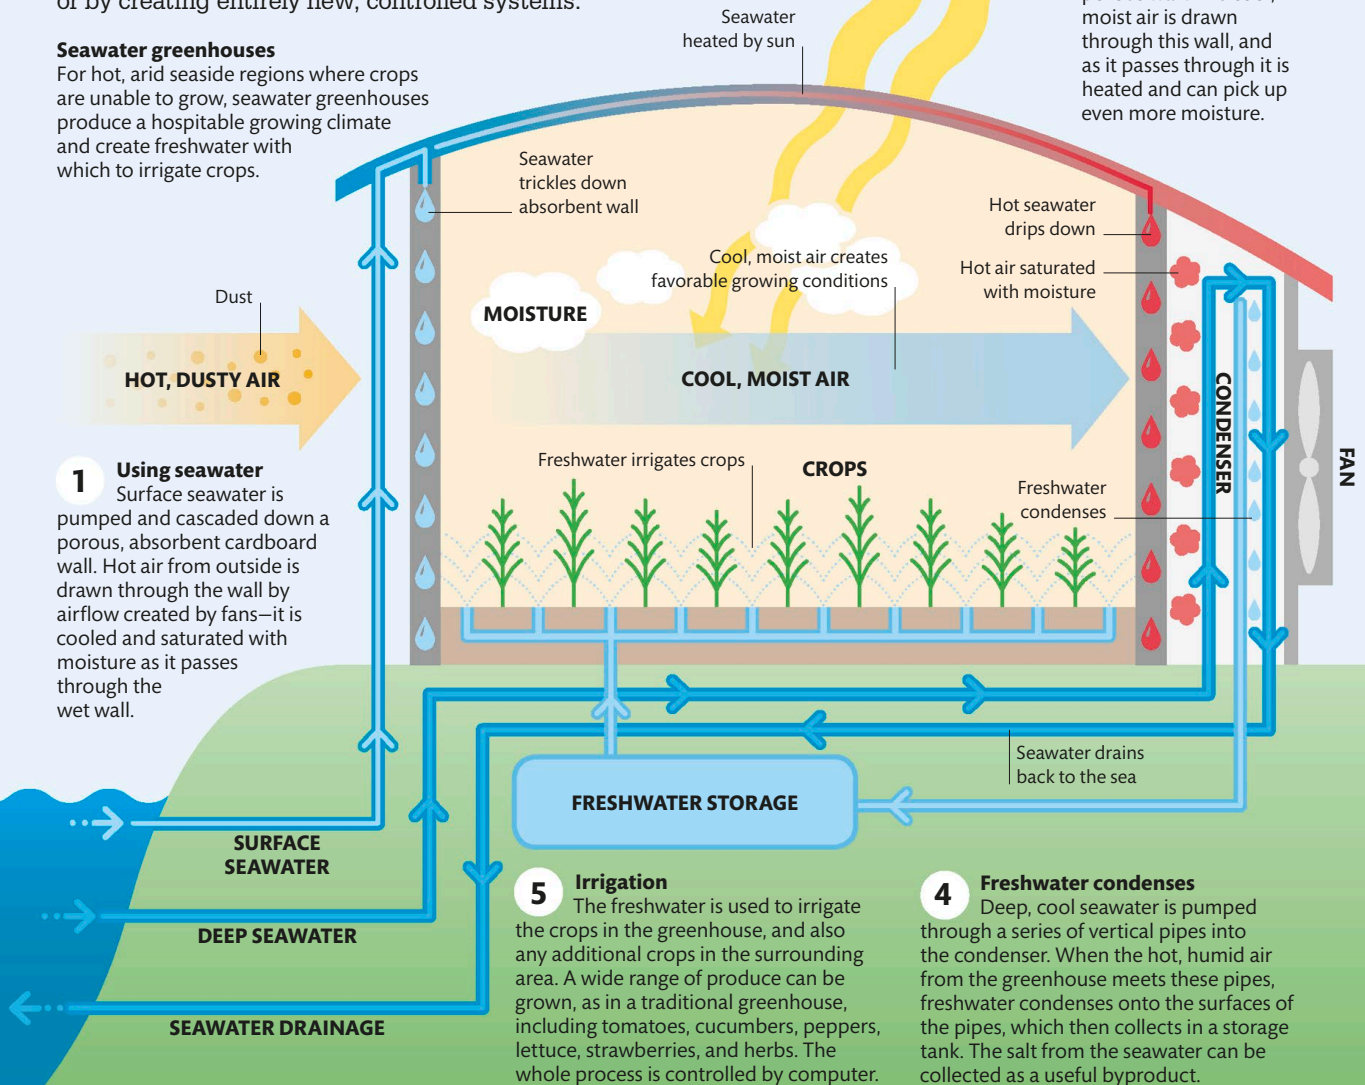 or by creating entirely new, controlled systems.
Seawater greenhouses
For hot, arid seaside regions where crops
are unable to grow, seawater greenhouses
produce a hospitable growing climate
and create freshwater with
which to irrigate crops.
Seawater
heated by sun
moist air is drawn
through this wall, and
as it passes through it is
heated and can pick up
even more moisture.
Seawater
trickles down
absorbent wall
Hot seawater
drips down
Cool, moist air creates
favorable growing conditions
Hot air saturated
with moisture
Dust
MOISTURE
HOT, DUSTY AIR
COOL, MOIST AIR
CONDENSER
FAN
1
Using seawater
Surface seawater is
pumped and cascaded down a
porous, absorbent cardboard
wall. Hot air from outside is
drawn through the wall by
airflow created by fans—it is
cooled and saturated with
moisture as it passes
through the
wet wall.
Freshwater irrigates crops
CROPS
Freshwater
condenses
Seawater drains
back to the sea
FRESHWATER STORAGE
SURFACE
SEAWATER
DEEP SEAWATER
SEAWATER DRAINAGE
5
Irrigation
The freshwater is used to irrigate
the crops in the greenhouse, and also
any additional crops in the surrounding
area. A wide range of produce can be
grown, as in a traditional greenhouse,
including tomatoes, cucumbers, peppers,
lettuce, strawberries, and herbs. The
whole process is controlled by computer.
4
Freshwater condenses
Deep, cool seawater is pumped
through a series of vertical pipes into
the condenser. When the hot, humid air
from the greenhouse meets these pipes,
freshwater condenses onto the surfaces of
the pipes, which then collects in a storage
tank. The salt from the seawater can be
collected as a useful byproduct.